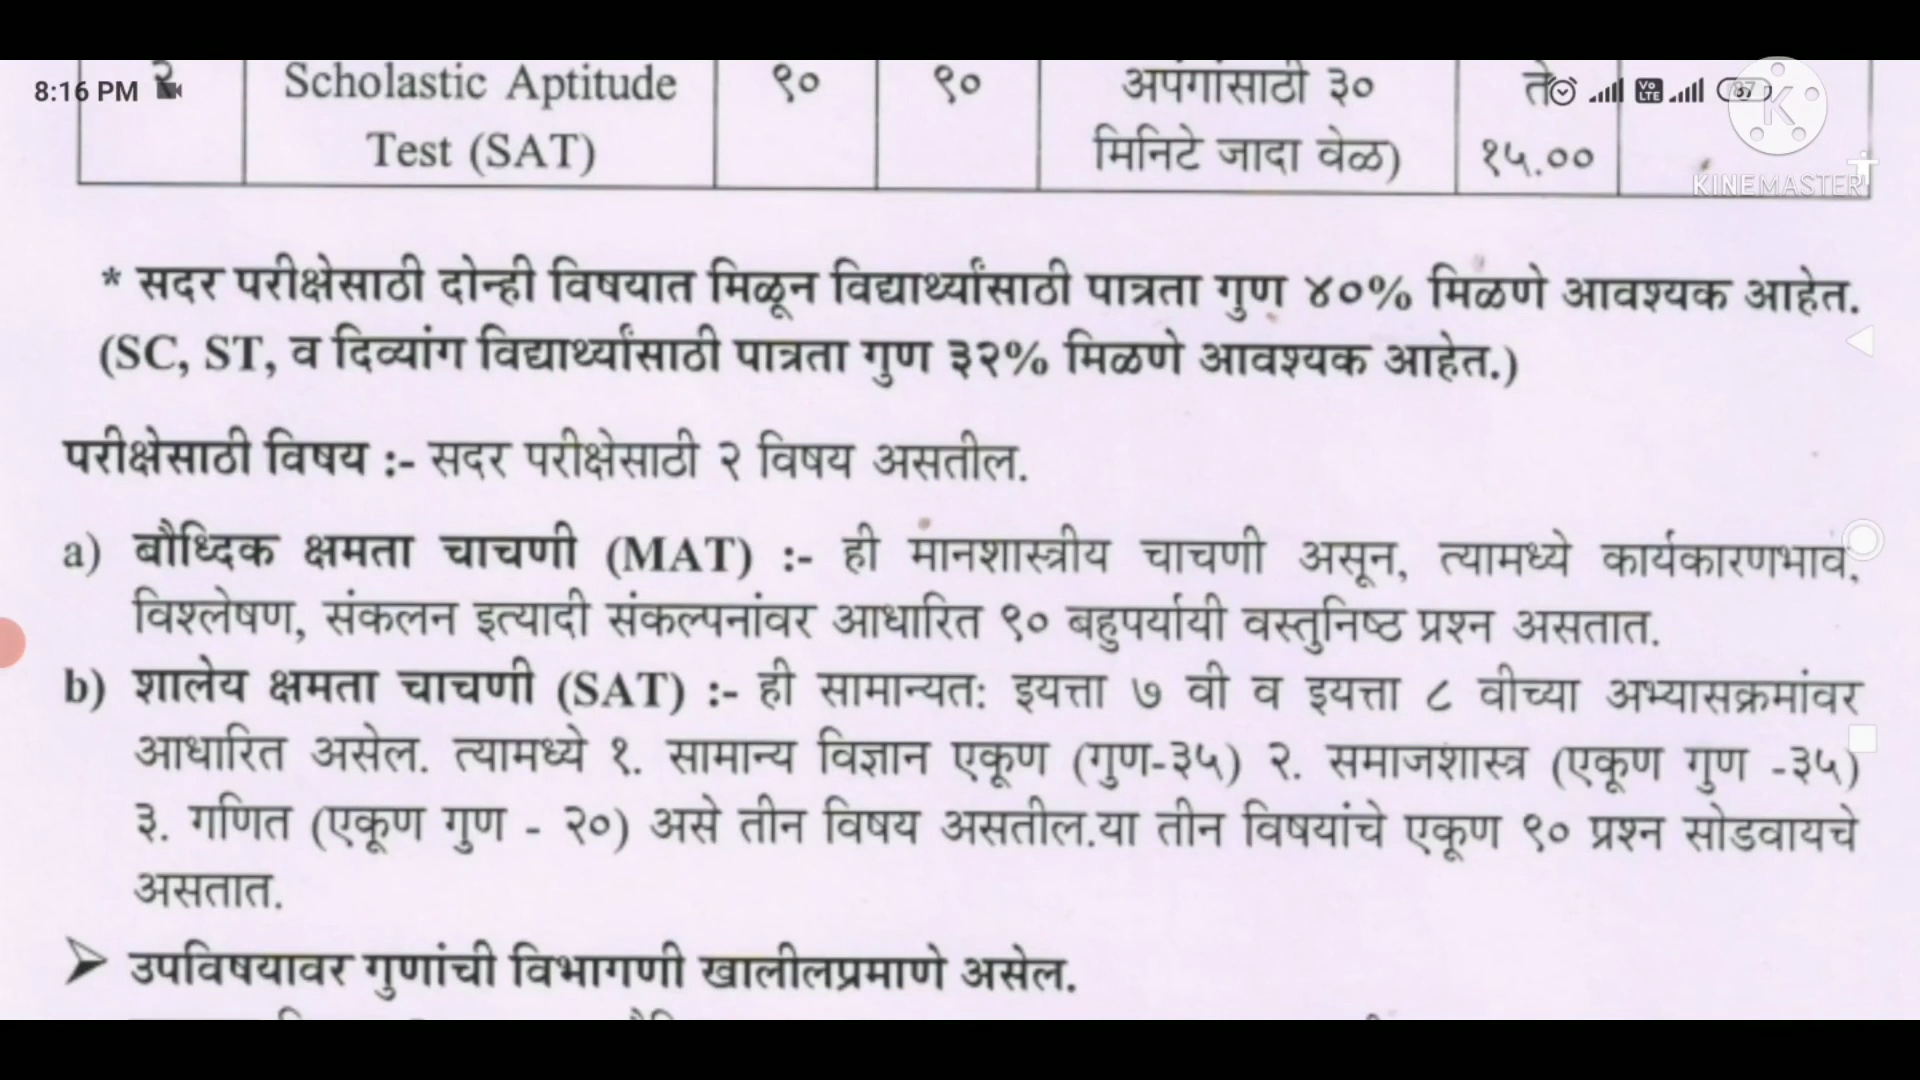 8:16 PM
२ Scholastic Aptitude ९० ९० अपंगांसाठी ३० ते
Test (SAT) मिनिटे जादा वेळ) १५.००
KINEMASTER
* सदर परीक्षेसाठी दोन्ही विषयात मिळून विद्यार्थ्यांसाठी पात्रता गुण ४०% मिळणे आवश्यक आहेत.
(SC, ST, व दिव्यांग विद्यार्थ्यांसाठी पात्रता गुण ३२% मिळणे आवश्यक आहेत.)
परीक्षेसाठी विषय :- सदर परीक्षेसाठी २ विषय असतील.
a) बौध्दिक क्षमता चाचणी (MAT) :- ही मानशास्त्रीय चाचणी असून, त्यामध्ये कार्यकारणभाव,
विश्लेषण, संकलन इत्यादी संकल्पनांवर आधारित ९० बहुपर्यायी वस्तुनिष्ठ प्रश्न असतात.
b) शालेय क्षमता चाचणी (SAT) :- ही सामान्यत: इयत्ता ७ वी व इयत्ता ८ वीच्या अभ्यासक्रमांवर
आधारित असेल. त्यामध्ये १. सामान्य विज्ञान एकूण (गुण-३५) २. समाजशास्त्र (एकूण गुण -३५)
३. गणित (एकूण गुण - २०) असे तीन विषय असतील.या तीन विषयांचे एकूण ९० प्रश्न सोडवायचे
असतात.
➢ उपविषयावर गुणांची विभागणी खालीलप्रमाणे असेल.